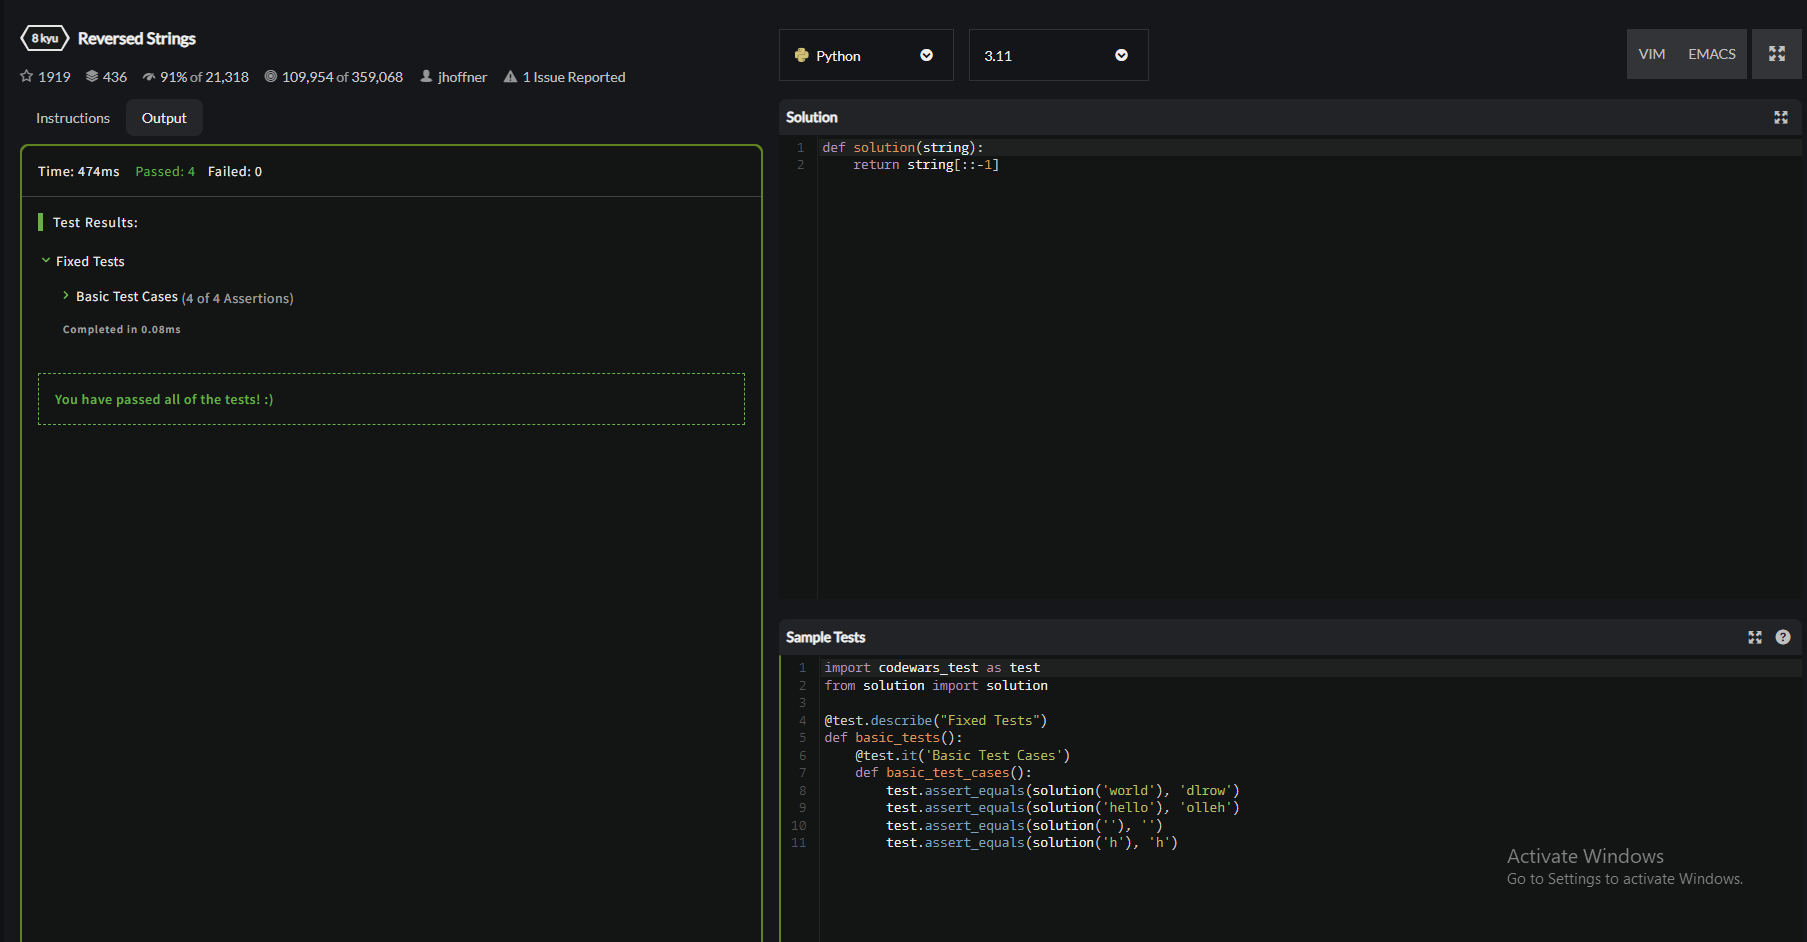 8 kyu Reversed Strings
1919 436 91% of 21,318 109,954 of 359,068 jhoffner 1 Issue Reported
Instructions Output
Time: 474ms Passed: 4 Failed: 0
Test Results:
Fixed Tests
Basic Test Cases (4 of 4 Assertions)
Completed in 0.08ms
You have passed all of the tests! :)
Python 3.11 VIM EMACS
Solution
1 def solution(string):
2     return string[::-1]
Sample Tests ?
1 import codewars_test as test
2 from solution import solution
3
4 @test.describe("Fixed Tests")
5 def basic_tests():
6     @test.it('Basic Test Cases')
7     def basic_test_cases():
8         test.assert_equals(solution('world'), 'dlrow')
9         test.assert_equals(solution('hello'), 'olleh')
10         test.assert_equals(solution(''), '')
11         test.assert_equals(solution('h'), 'h')
Activate Windows
Go to Settings to activate Windows.